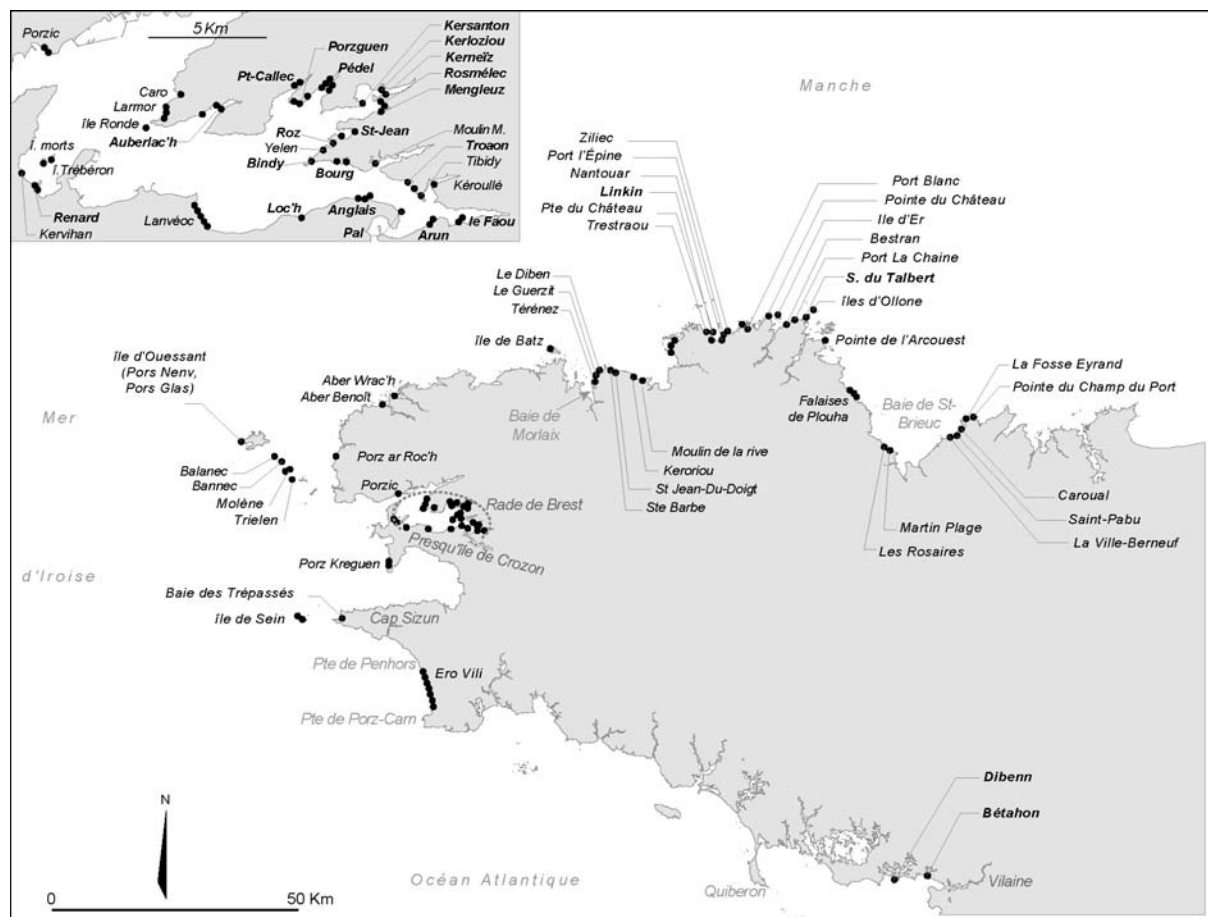 5 Km
Porzic
Kersanton
Kerloziou
Porzguen
Kerneïz
Pt-Callec
Pédel
Rosmélec
Caro
Mengleuz
Larmor
île Ronde
Roz
St-Jean
Moulin M.
Auberlac'h
Yelen
Troaon
î. morts
Bindy
Tibidy
î.Trébéron
Bourg
Kéroullé
Renard
Lanvéoc
Loc'h
Anglais
le Faou
Kervihan
Pal
Arun
Manche
Ziliec
Port l'Épine
Nantouar
Linkin
Pte du Château
Trestraou
Port Blanc
Pointe du Château
Ile d'Er
Bestran
Port La Chaine
S. du Talbert
îles d'Ollone
Le Diben
Le Guerzit
Térénez
île de Batz
Pointe de l'Arcouest
île d'Ouessant
(Pors Nenv,
Pors Glas)
La Fosse Eyrand
Pointe du Champ du Port
Aber Wrac'h
Aber Benoît
Falaises
de Plouha
Baie de St-
Brieuc
Mer
Baie de
Morlaix
Porz ar Roc'h
Moulin de la rive
Balanec
Keroriou
Bannec
Porzic
St Jean-Du-Doigt
Caroual
Molène
Rade de Brest
Ste Barbe
Saint-Pabu
Trielen
Martin Plage
La Ville-Berneuf
Presqu'île de Crozon
Les Rosaires
Porz Kreguen
d'Iroise
Baie des Trépassés
île de Sein
Cap Sizun
Pte de Penhors
Ero Vili
Pte de Porz-Carn
Dibenn
Bétahon
N
Océan Atlantique
Quiberon
Vilaine
0
50 Km